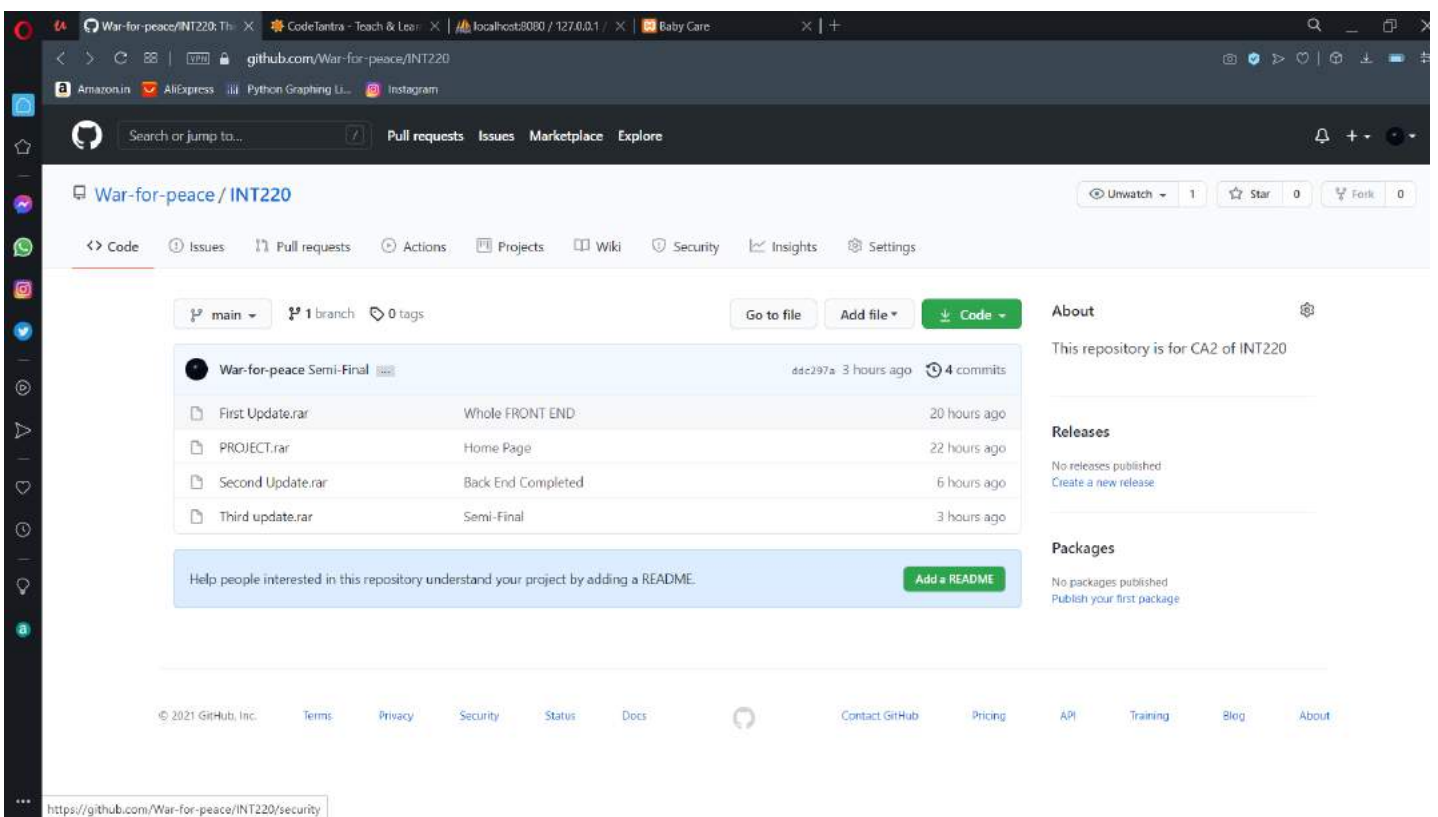 War-for-peace/INT220: Th
CodeTantra - Teach & Lear
localhost:8080 / 127.0.0.1 /
Baby Care
VPN
github.com/War-for-peace/INT220
Amazon.in
AliExpress
Python Graphing Li...
Instagram
Search or jump to...
/
Pull requests
Issues
Marketplace
Explore
War-for-peace / INT220
Unwatch
1
Star
0
Fork
0
Code
Issues
Pull requests
Actions
Projects
Wiki
Security
Insights
Settings
main
1 branch
0 tags
Go to file
Add file
Code
About
This repository is for CA2 of INT220
War-for-peace Semi-Final
ddc297a 3 hours ago
4 commits
First Update.rar
Whole FRONT END
20 hours ago
PROJECT.rar
Home Page
22 hours ago
Second Update.rar
Back End Completed
6 hours ago
Third update.rar
Semi-Final
3 hours ago
Releases
No releases published
Create a new release
Help people interested in this repository understand your project by adding a README.
Add a README
Packages
No packages published
Publish your first package
© 2021 GitHub, Inc.
Terms
Privacy
Security
Status
Docs
Contact GitHub
Pricing
API
Training
Blog
About
https://github.com/War-for-peace/INT220/security